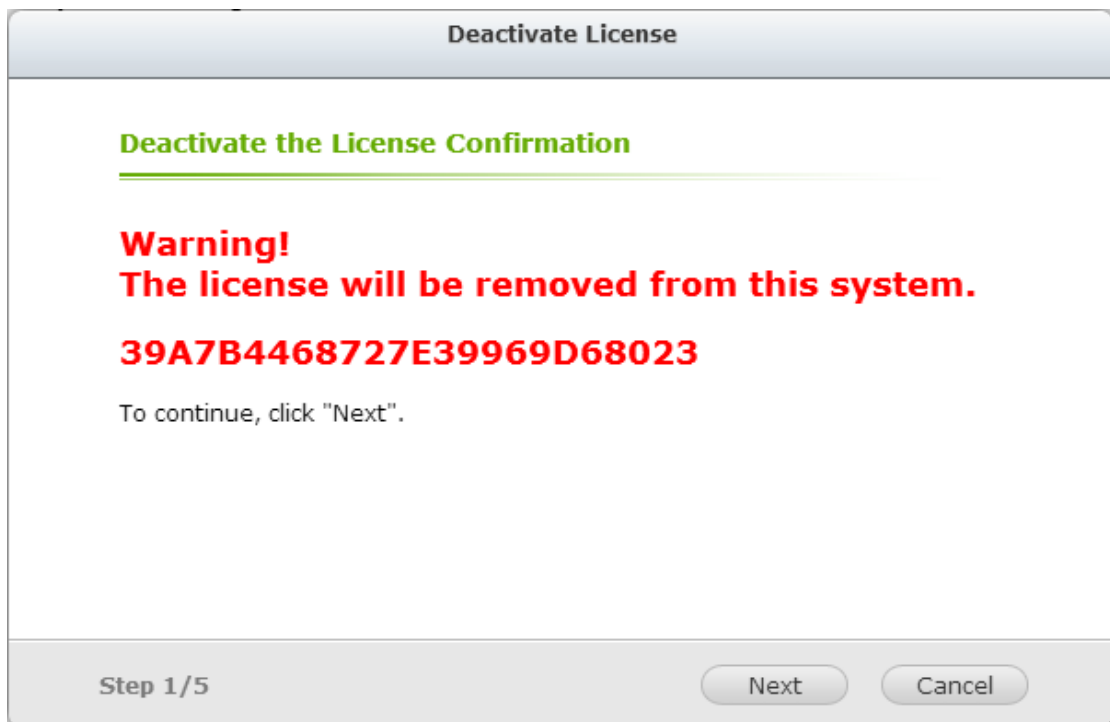 Deactivate License
Deactivate the License Confirmation
Warning!
The license will be removed from this system.
39A7B4468727E39969D68023
To continue, click "Next".
Step 1/5
Next
Cancel